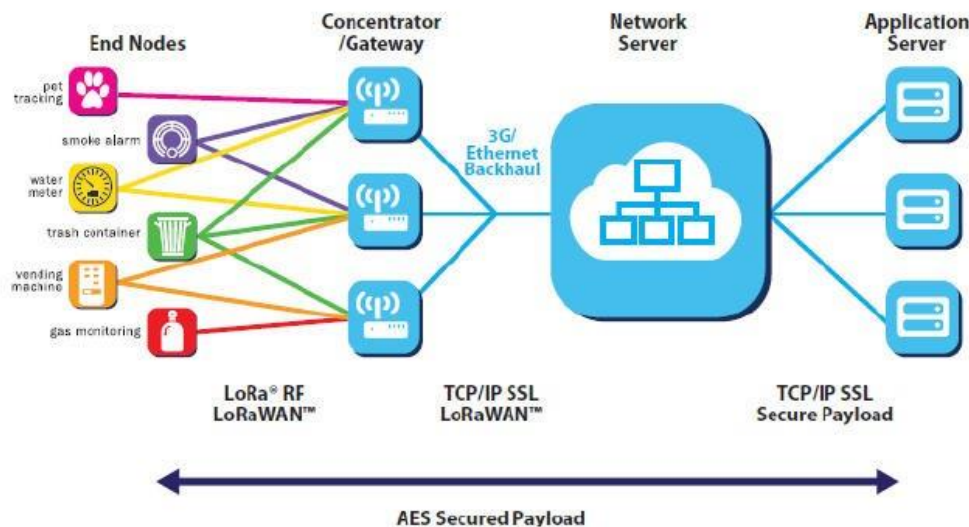 End Nodes
Concentrator
/Gateway
Network
Server
Application
Server
pet
tracking
smoke alarm
water
meter
trash container
vending
machine
gas monitoring
3G/
Ethernet
Backhaul
LoRa® RF
LoRaWAN™
TCP/IP SSL
LoRaWAN™
TCP/IP SSL
Secure Payload
AES Secured Payload